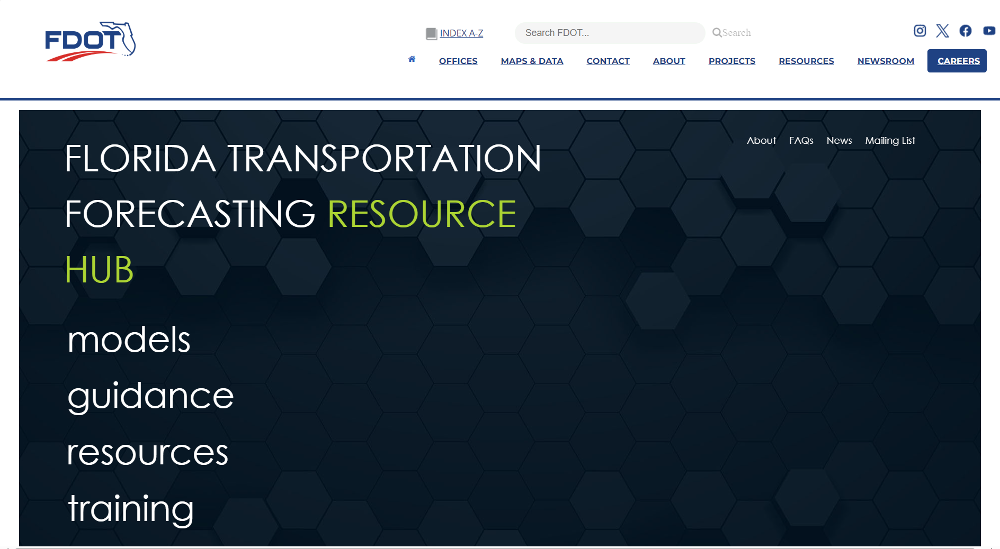 FDOT
INDEX A-Z
Search FDOT...
Search
OFFICES
MAPS & DATA
CONTACT
ABOUT
PROJECTS
RESOURCES
NEWSROOM
CAREERS
About
FAQs
News
Mailing List
FLORIDA TRANSPORTATION
FORECASTING RESOURCE
HUB
models
guidance
resources
training